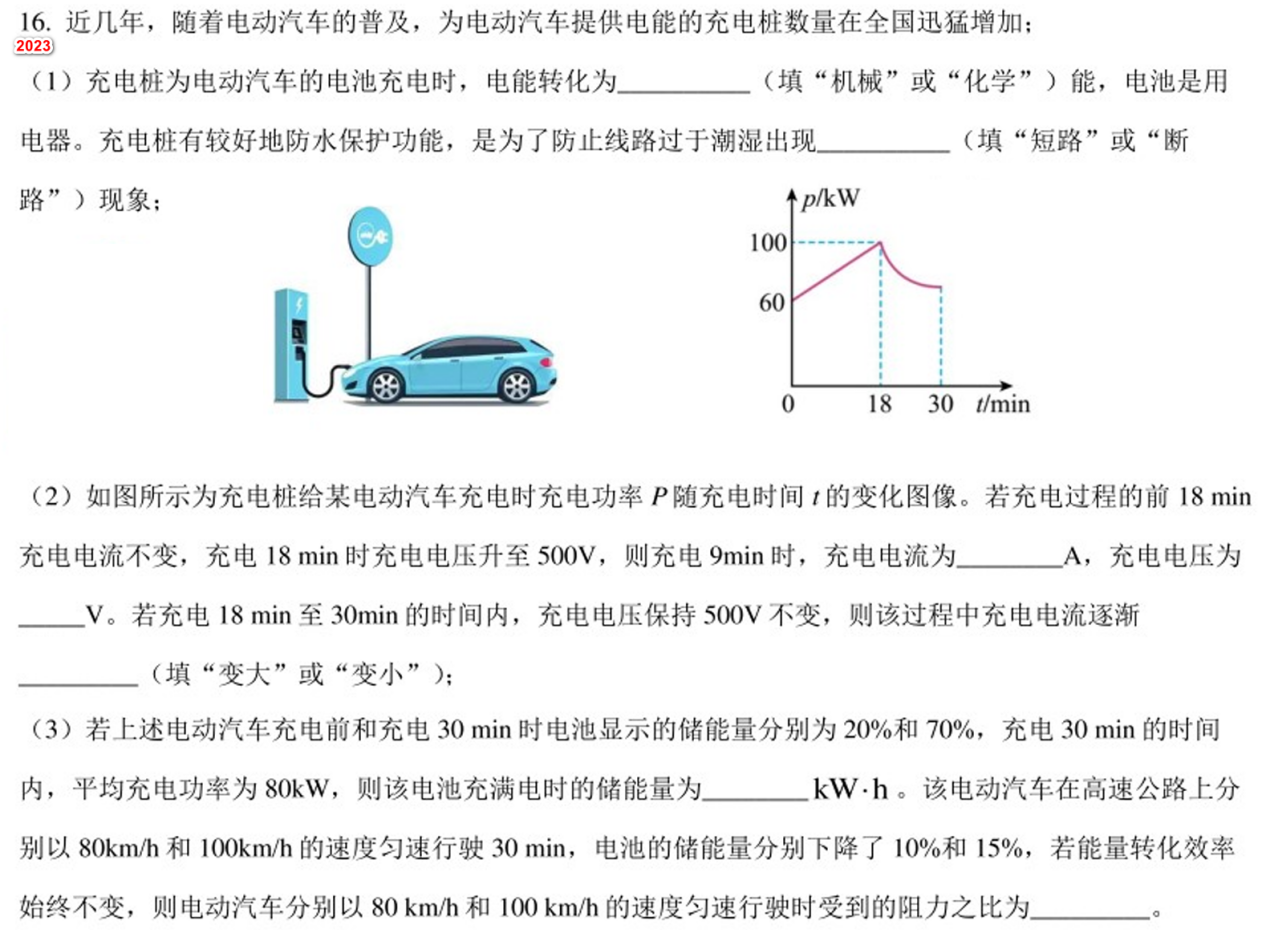 16. 近几年，随着电动汽车的普及，为电动汽车提供电能的充电桩数量在全国迅猛增加；
2023
（1）充电桩为电动汽车的电池充电时，电能转化为__________（填“机械”或“化学”）能，电池是用
电器。充电桩有较好地防水保护功能，是为了防止线路过于潮湿出现__________（填“短路”或“断
路”）现象；
p/kW
100
60
0 18 30 t/min
（2）如图所示为充电桩给某电动汽车充电时充电功率 P 随充电时间 t 的变化图像。若充电过程的前 18 min
充电电流不变，充电 18 min 时充电电压升至 500V，则充电 9min 时，充电电流为________A，充电电压为
_____V。若充电 18 min 至 30min 的时间内，充电电压保持 500V 不变，则该过程中充电电流逐渐
_________（填“变大”或“变小”）；
（3）若上述电动汽车充电前和充电 30 min 时电池显示的储能量分别为 20%和 70%，充电 30 min 的时间
内，平均充电功率为 80kW，则该电池充满电时的储能量为________ kW·h 。该电动汽车在高速公路上分
别以 80km/h 和 100km/h 的速度匀速行驶 30 min，电池的储能量分别下降了 10%和 15%，若能量转化效率
始终不变，则电动汽车分别以 80 km/h 和 100 km/h 的速度匀速行驶时受到的阻力之比为_________。